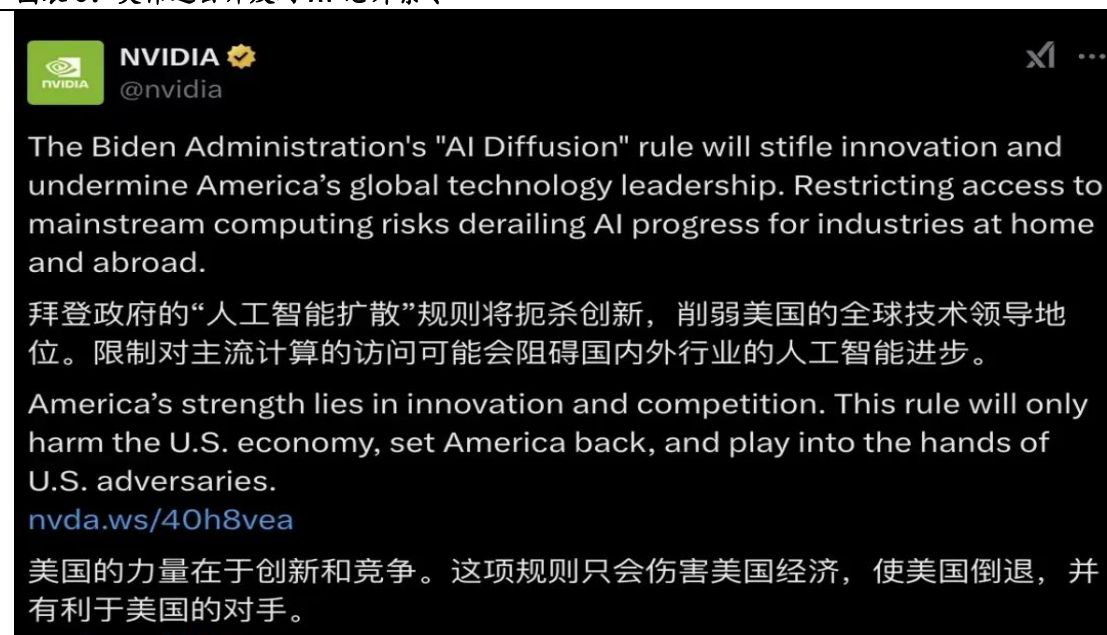 NVIDIA
NVIDIA
@nvidia
The Biden Administration's "AI Diffusion" rule will stifle innovation and
undermine America’s global technology leadership. Restricting access to
mainstream computing risks derailing AI progress for industries at home
and abroad.
拜登政府的“人工智能扩散”规则将扼杀创新，削弱美国的全球技术领导地
位。限制对主流计算的访问可能会阻碍国内外行业的人工智能进步。
America’s strength lies in innovation and competition. This rule will only
harm the U.S. economy, set America back, and play into the hands of
U.S. adversaries.
nvda.ws/40h8vea
美国的力量在于创新和竞争。这项规则只会伤害美国经济，使美国倒退，并
有利于美国的对手。